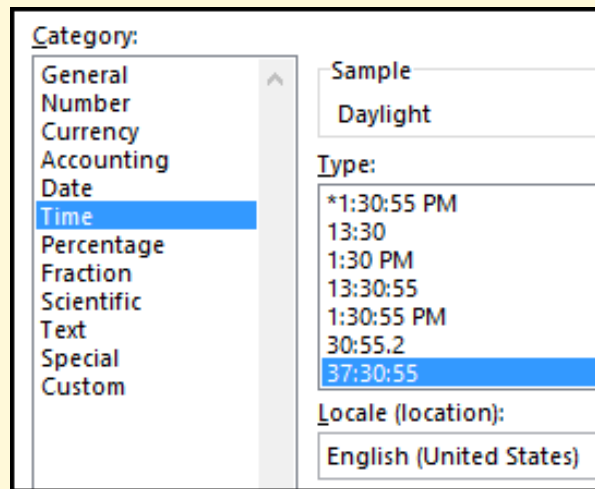 Category:
General
Number
Currency
Accounting
Date
Time
Percentage
Fraction
Scientific
Text
Special
Custom
Sample
Daylight
Type:
*1:30:55 PM
13:30
1:30 PM
13:30:55
1:30:55 PM
30:55.2
37:30:55
Locale (location):
English (United States)